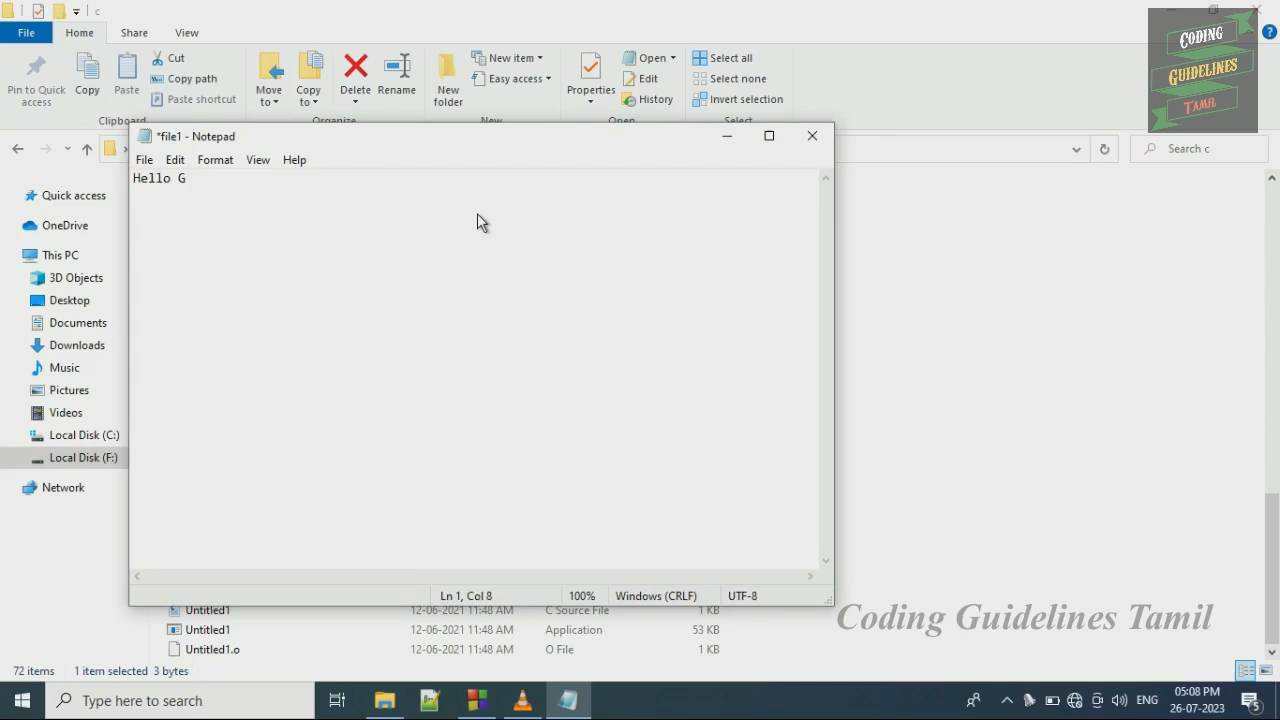 c
File
Home
Share
View
Pin to Quick access
Copy
Paste
Cut
Copy path
Paste shortcut
Clipboard
Move to
Copy to
Delete
Rename
Organize
New folder
New item
Easy access
New
Properties
Open
Edit
History
Open
Select all
Select none
Invert selection
Select
CODING
GUIDELINES
TAMIL
*file1 - Notepad
File Edit Format View Help
Hello G
Search c
Quick access
OneDrive
This PC
3D Objects
Desktop
Documents
Downloads
Music
Pictures
Videos
Local Disk (C:)
Local Disk (F:)
Network
Ln 1, Col 8 100% Windows (CRLF) UTF-8
Untitled1 12-06-2021 11:48 AM C Source File 1 KB
Untitled1 12-06-2021 11:48 AM Application 53 KB
Untitled1.o 12-06-2021 11:48 AM O File 1 KB
Coding Guidelines Tamil
72 items 1 item selected 3 bytes
Type here to search
ENG
05:08 PM
26-07-2023
5